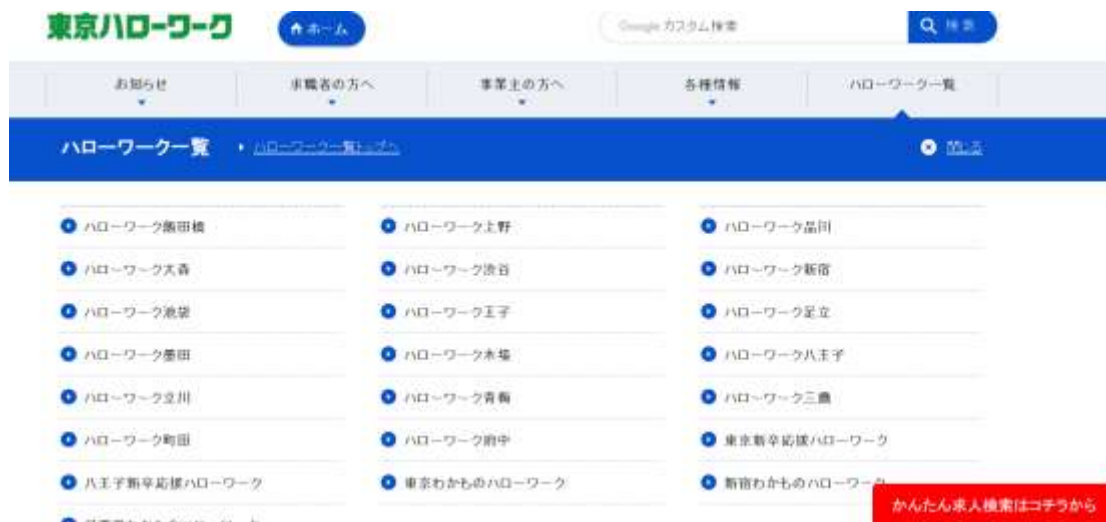 東京ハローワーク
ホーム
Google カスタム検索
検索
お知らせ
求職者の方へ
事業主の方へ
各種情報
ハローワーク一覧
ハローワーク一覧
ハローワーク一覧トップへ
閉じる
ハローワーク飯田橋
ハローワーク上野
ハローワーク品川
ハローワーク大森
ハローワーク渋谷
ハローワーク新宿
ハローワーク池袋
ハローワーク王子
ハローワーク足立
ハローワーク墨田
ハローワーク木場
ハローワーク八王子
ハローワーク立川
ハローワーク青梅
ハローワーク三鷹
ハローワーク町田
ハローワーク府中
東京新卒応援ハローワーク
八王子新卒応援ハローワーク
東京わかものハローワーク
新宿わかものハローワーク
かんたん求人検索はコチラから